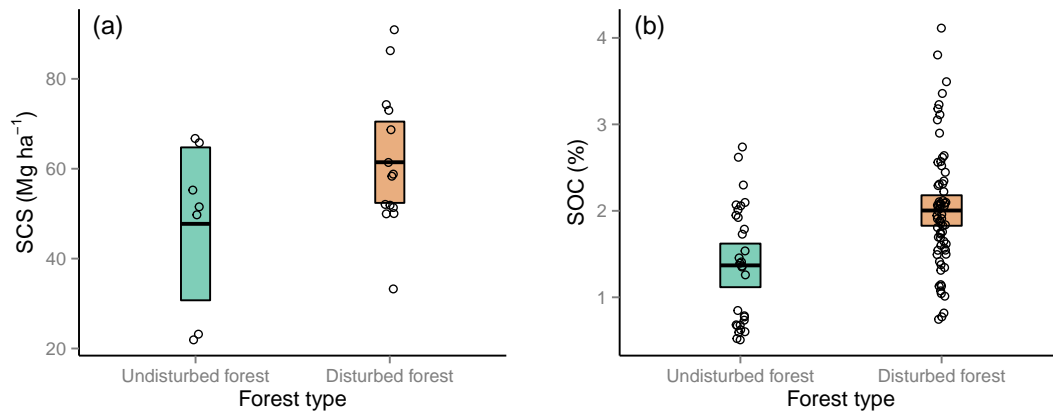 (a)
SCS (Mg ha⁻¹)
80
60
40
20
Undisturbed forest
Disturbed forest
Forest type
(b)
SOC (%)
4
3
2
1
Undisturbed forest
Disturbed forest
Forest type